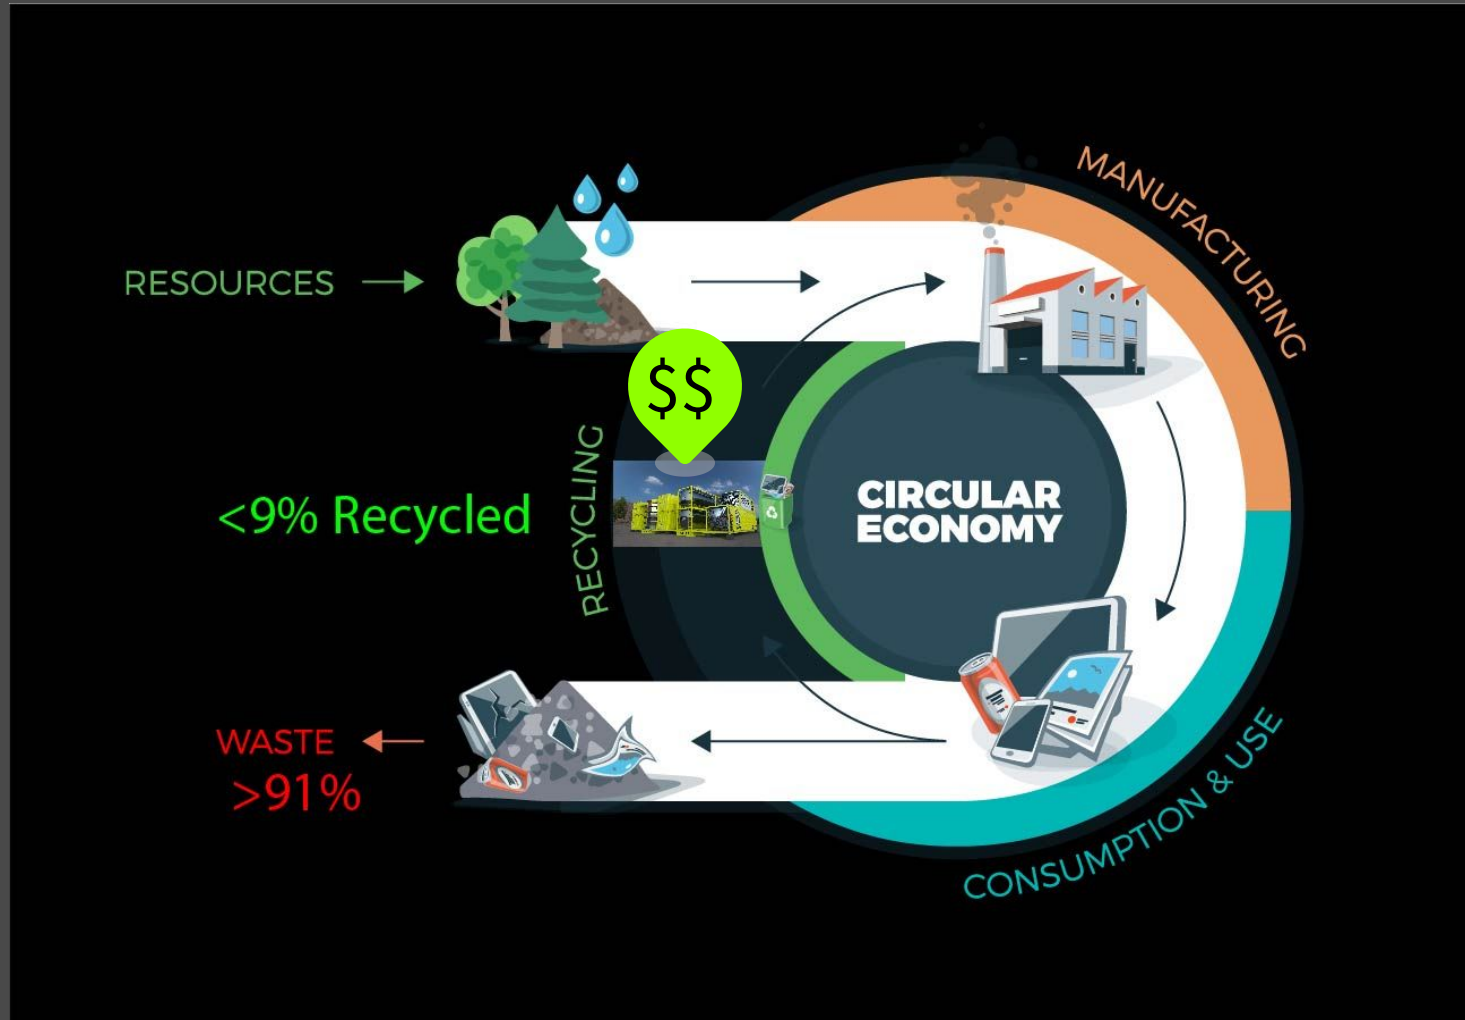 MANUFACTURING
RESOURCES
$$
RECYCLING
<9% Recycled
CIRCULAR
ECONOMY
WASTE
>91%
CONSUMPTION & USE